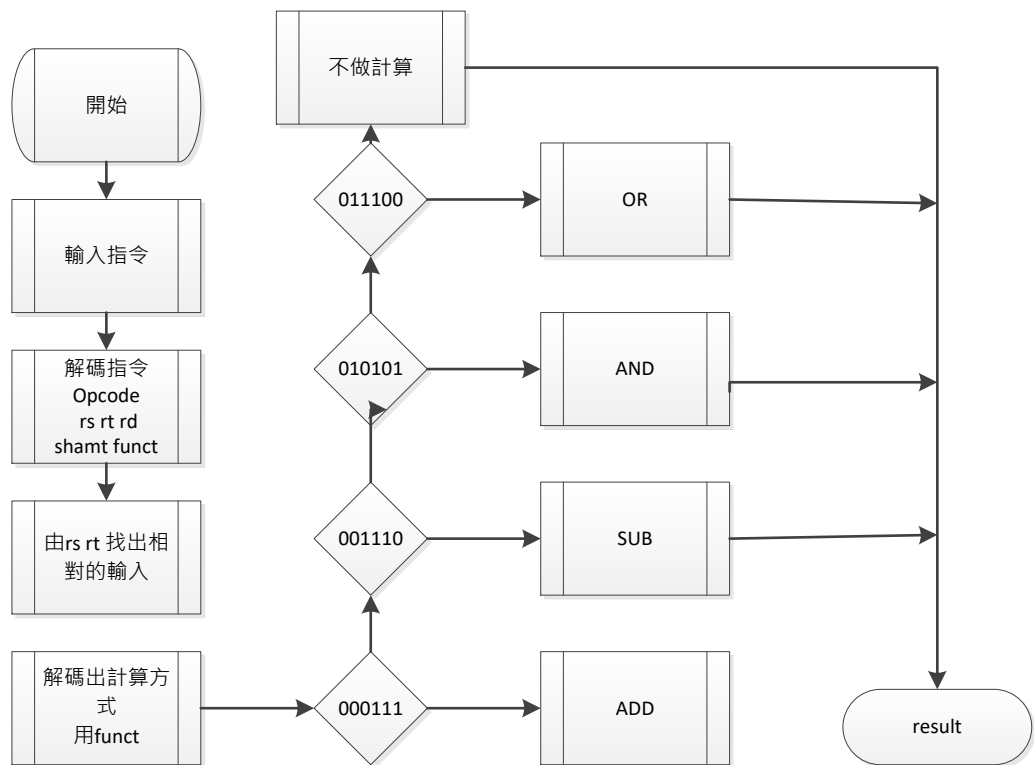 開始
輸入指令
解碼指令
Opcode
rs rt rd
shamt funct
由rs rt 找出相
對的輸入
解碼出計算方
式
用funct
不做計算
011100
OR
010101
AND
001110
SUB
000111
ADD
result